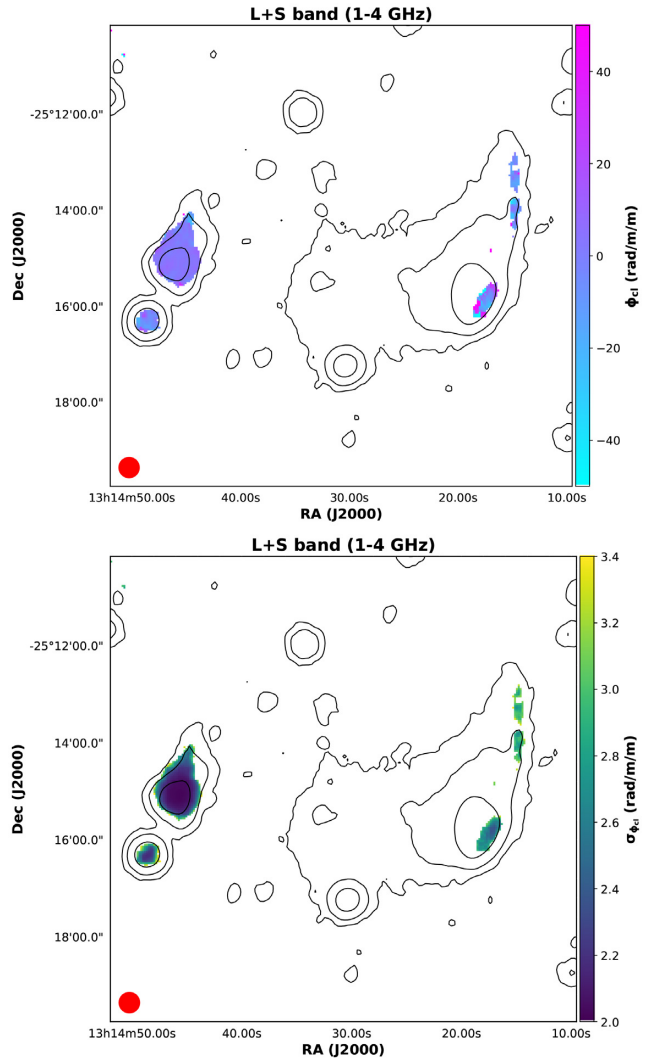 L+S band (1-4 GHz)
-25°12'00.0"
14'00.0"
16'00.0"
18'00.0"
Dec (J2000)
13h14m50.00s 40.00s 30.00s 20.00s 10.00s
RA (J2000)
40
20
0
−20
−40
ϕcl (rad/m/m)
L+S band (1-4 GHz)
-25°12'00.0"
14'00.0"
16'00.0"
18'00.0"
Dec (J2000)
13h14m50.00s 40.00s 30.00s 20.00s 10.00s
RA (J2000)
3.4
3.2
3.0
2.8
2.6
2.4
2.2
2.0
σϕcl (rad/m/m)